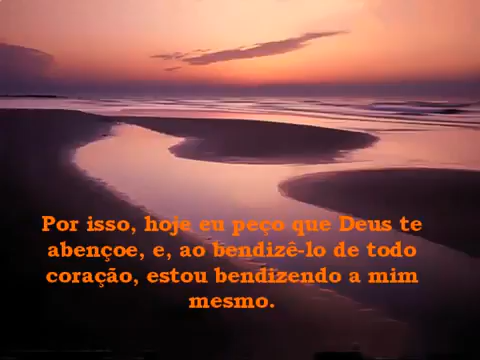 Por isso, hoje eu peço que Deus te
abençoe, e, ao bendizê-lo de todo
coração, estou bendizendo a mim
mesmo.